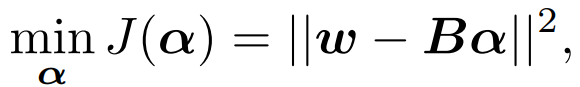 min_α J(α) = ||w − Bα||²,